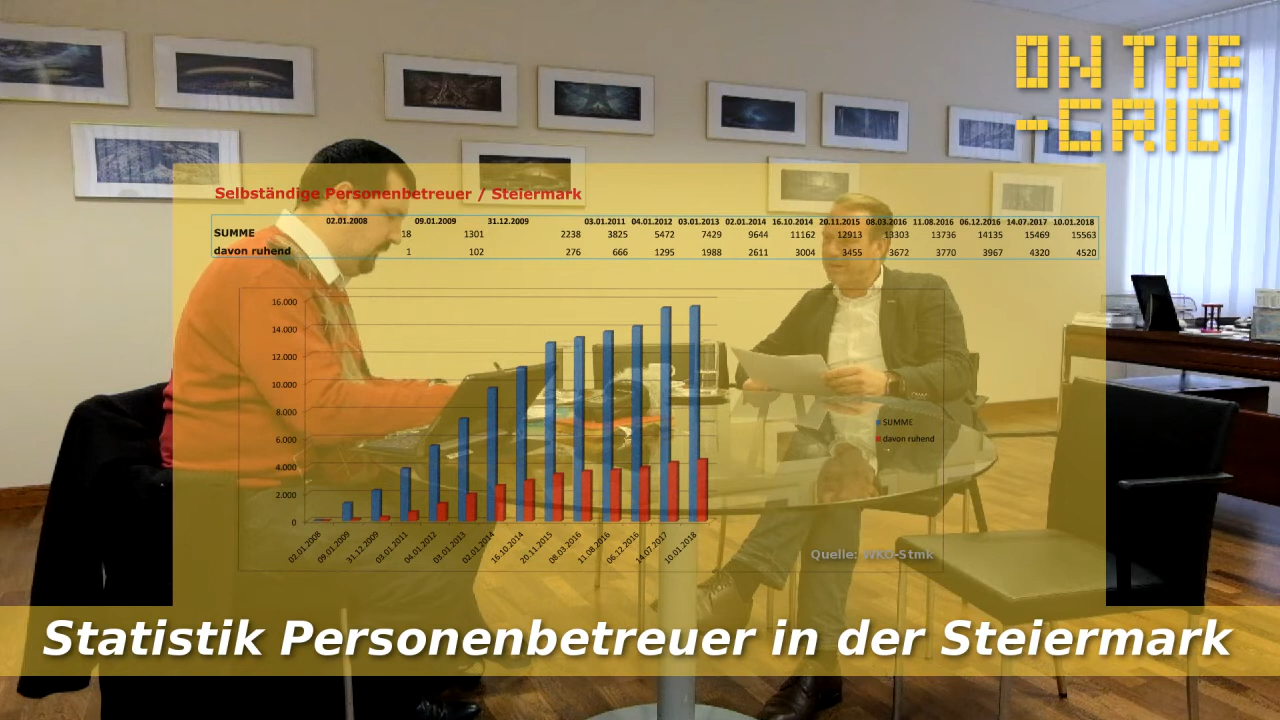 ON THE
-GRID
Selbständige Personenbetreuer / Steiermark
02.01.2008 09.01.2009 31.12.2009 03.01.2011 04.01.2012 03.01.2013 02.01.2014 16.10.2014 20.11.2015 08.03.2016 11.08.2016 06.12.2016 14.07.2017 10.01.2018
SUMME 18 1301 2238 3825 5472 7429 9644 11162 12913 13303 13736 14135 15469 15563
davon ruhend 1 102 276 666 1295 1988 2611 3004 3455 3672 3770 3967 4320 4520
16.000
14.000
12.000
10.000
8.000
6.000
4.000
2.000
0
SUMME
davon ruhend
02.01.2008 09.01.2009 31.12.2009 03.01.2011 04.01.2012 03.01.2013 02.01.2014 16.10.2014 20.11.2015 08.03.2016 11.08.2016 06.12.2016 14.07.2017 10.01.2018
Quelle: WKO-Stmk
Statistik Personenbetreuer in der Steiermark